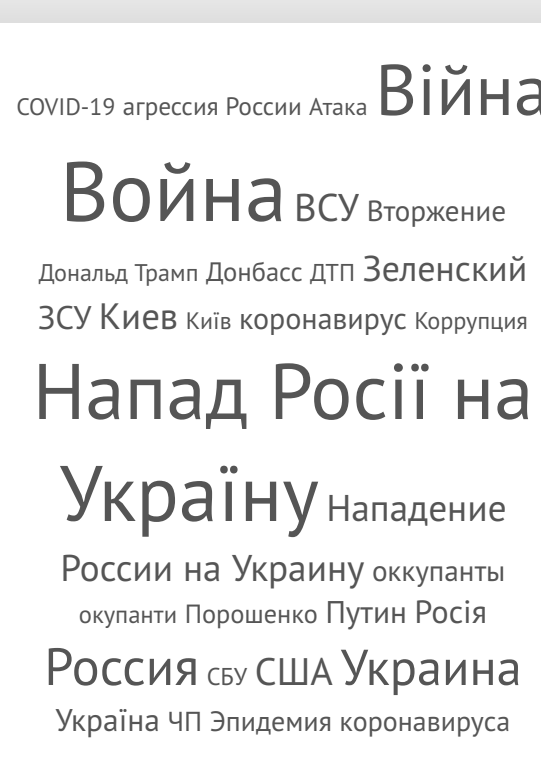 COVID-19 агрессия России Атака Війна
Война ВСУ Вторжение
Дональд Трамп Донбасс ДТП Зеленский
ЗСУ Киев Київ коронавирус Коррупция
Напад Росії на
Україну Нападение
России на Украину оккупанты
окупанти Порошенко Путин Росія
Россия СБУ США Украина
Україна ЧП Эпидемия коронавируса